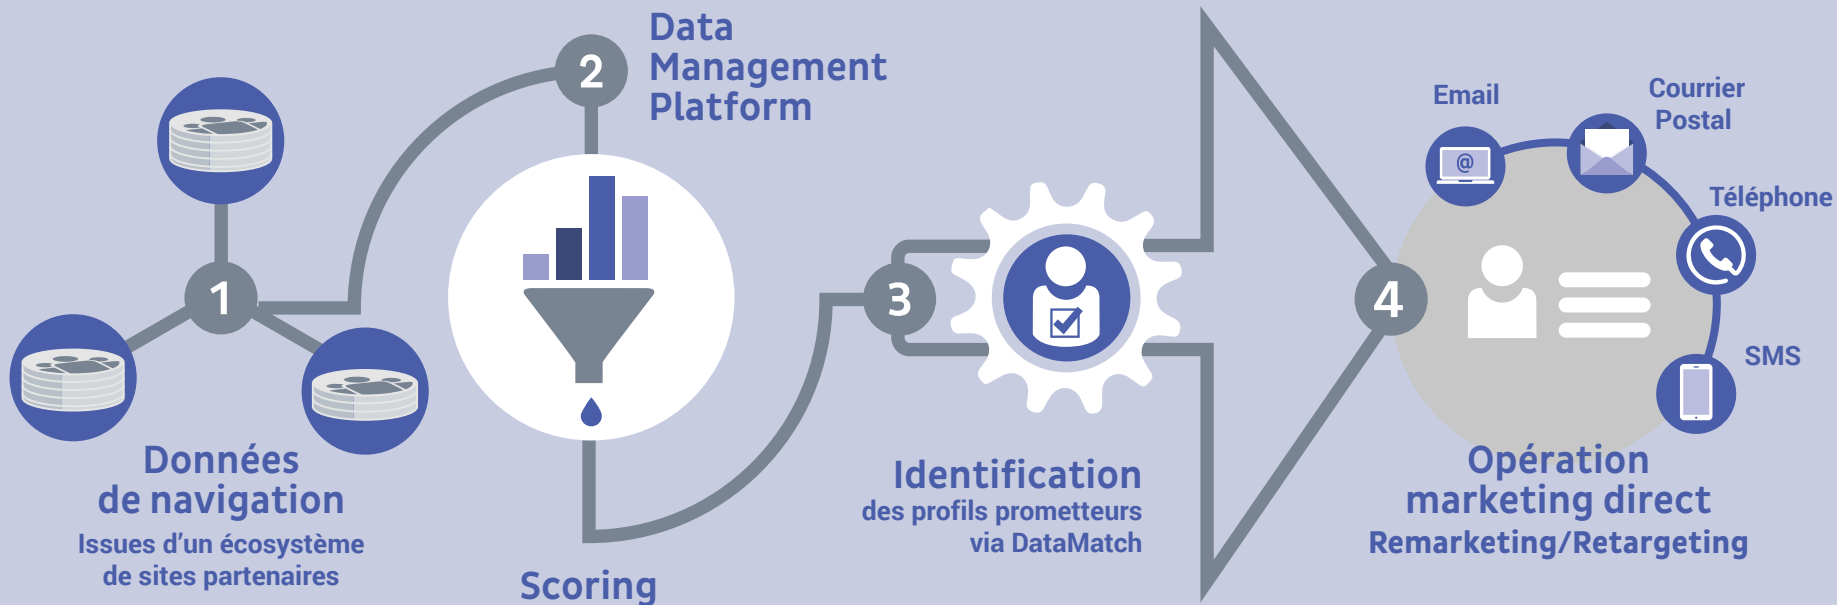 1
Données
de navigation
Issues d'un écosystème
de sites partenaires
2
Data
Management
Platform
Scoring
3
Identification
des profils prometteurs
via DataMatch
4
Email
@
Courrier
Postal
Téléphone
SMS
Opération
marketing direct
Remarketing/Retargeting